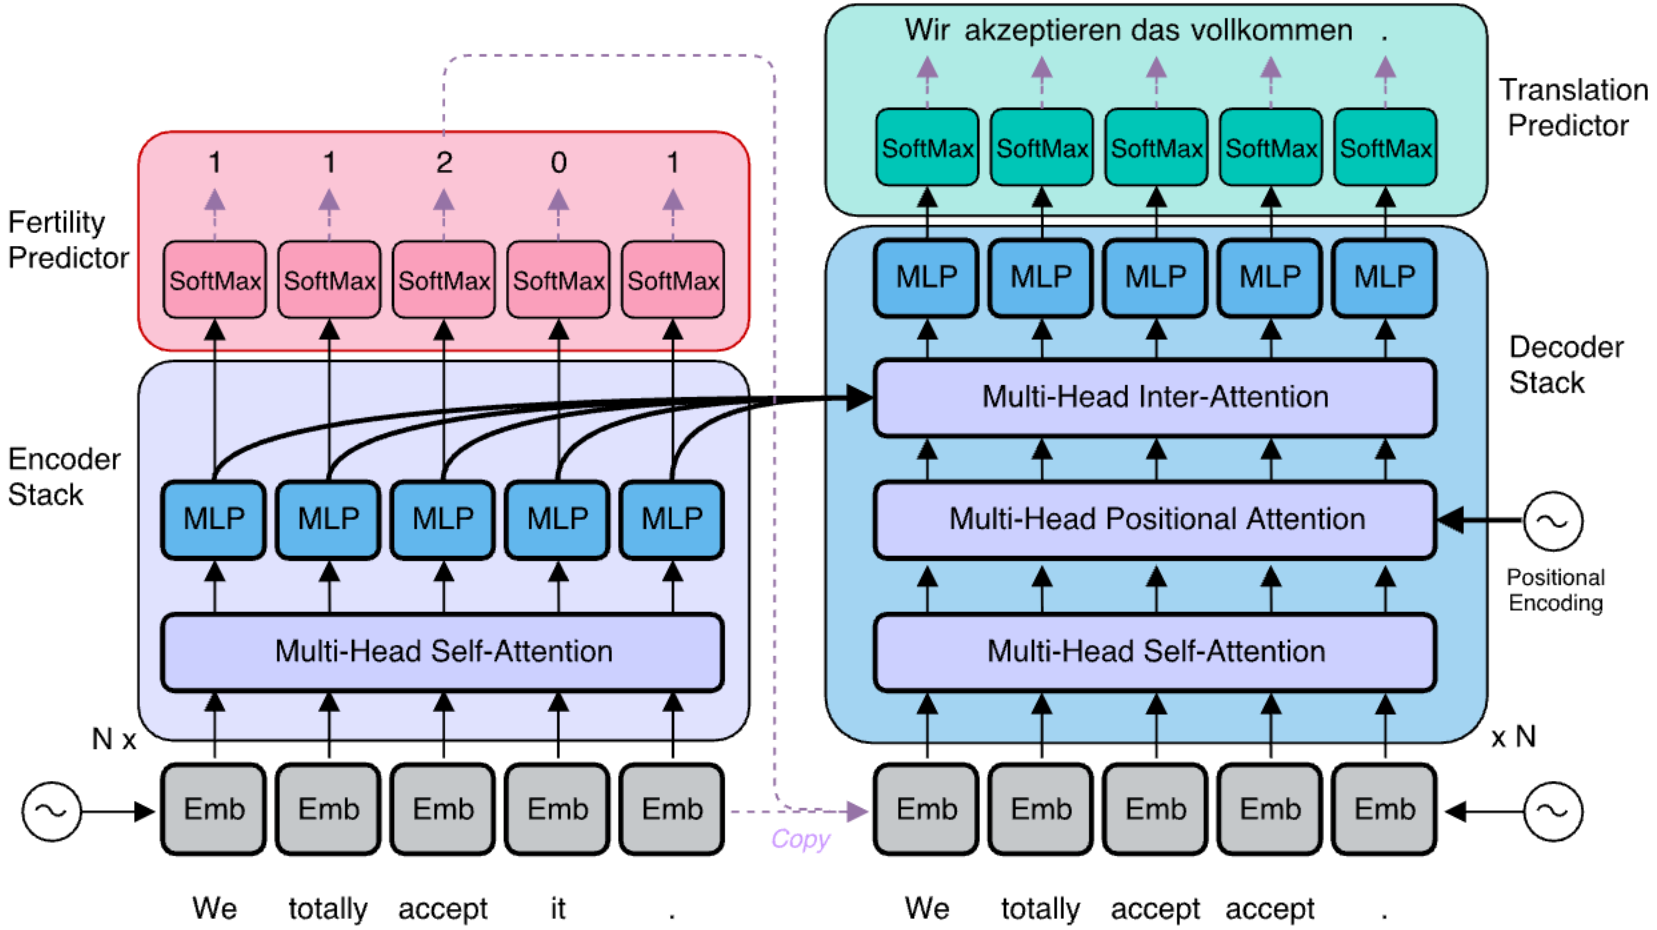 Wir akzeptieren das vollkommen .
Translation
Predictor
SoftMax SoftMax SoftMax SoftMax SoftMax
1 1 2 0 1
Fertility
Predictor
SoftMax SoftMax SoftMax SoftMax SoftMax
MLP MLP MLP MLP MLP
Decoder
Stack
Multi-Head Inter-Attention
Encoder
Stack
MLP MLP MLP MLP MLP
Multi-Head Positional Attention
~
Positional
Encoding
Multi-Head Self-Attention
Multi-Head Self-Attention
N x
x N
~ Emb Emb Emb Emb Emb
Copy
Emb Emb Emb Emb Emb ~
We totally accept it .
We totally accept accept .